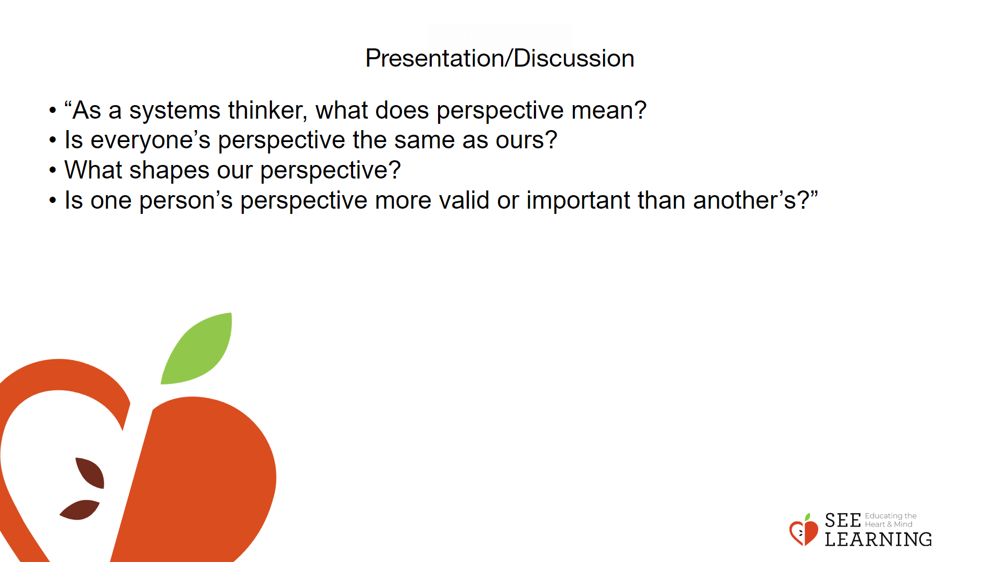 Presentation/Discussion
• “As a systems thinker, what does perspective mean?
• Is everyone’s perspective the same as ours?
• What shapes our perspective?
• Is one person’s perspective more valid or important than another’s?”
SEE Educating the
Heart & Mind
LEARNING